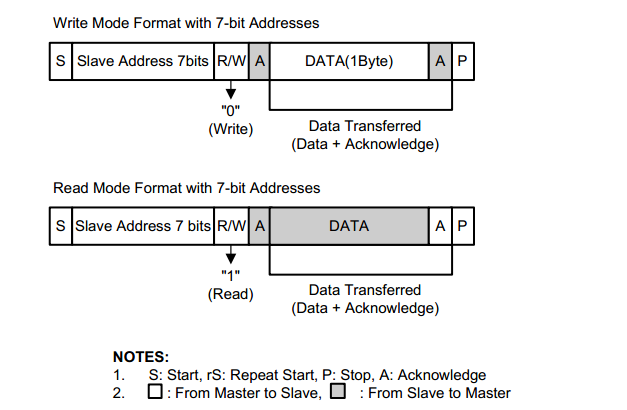 Write Mode Format with 7-bit Addresses
S Slave Address 7bits R/W A DATA(1Byte) A P
"0"
(Write)
Data Transferred
(Data + Acknowledge)
Read Mode Format with 7-bit Addresses
S Slave Address 7 bits R/W A DATA A P
"1"
(Read)
Data Transferred
(Data + Acknowledge)
NOTES:
1. S: Start, rS: Repeat Start, P: Stop, A: Acknowledge
2. : From Master to Slave, : From Slave to Master